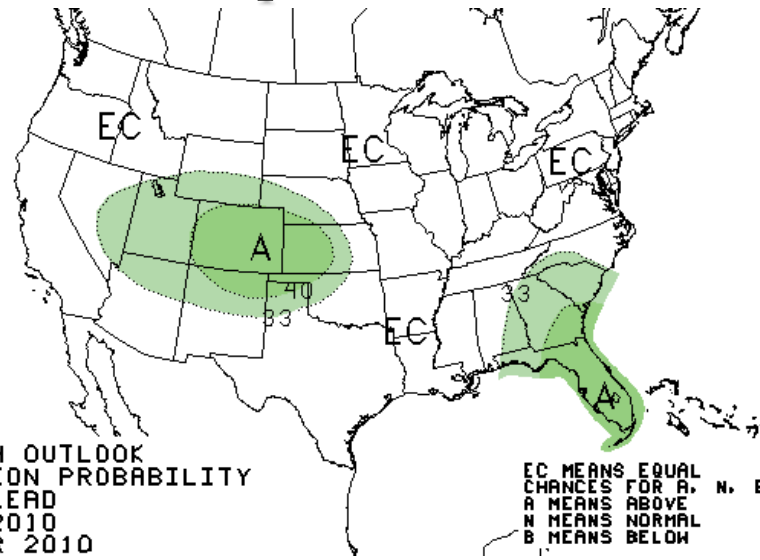 EC
EC
EC
A
40
33
33
EC
A
OUTLOOK
ION PROBABILITY
LEAD
2010
2010
EC MEANS EQUAL
CHANCES FOR A, N,
A MEANS ABOVE
N MEANS NORMAL
B MEANS BELOW